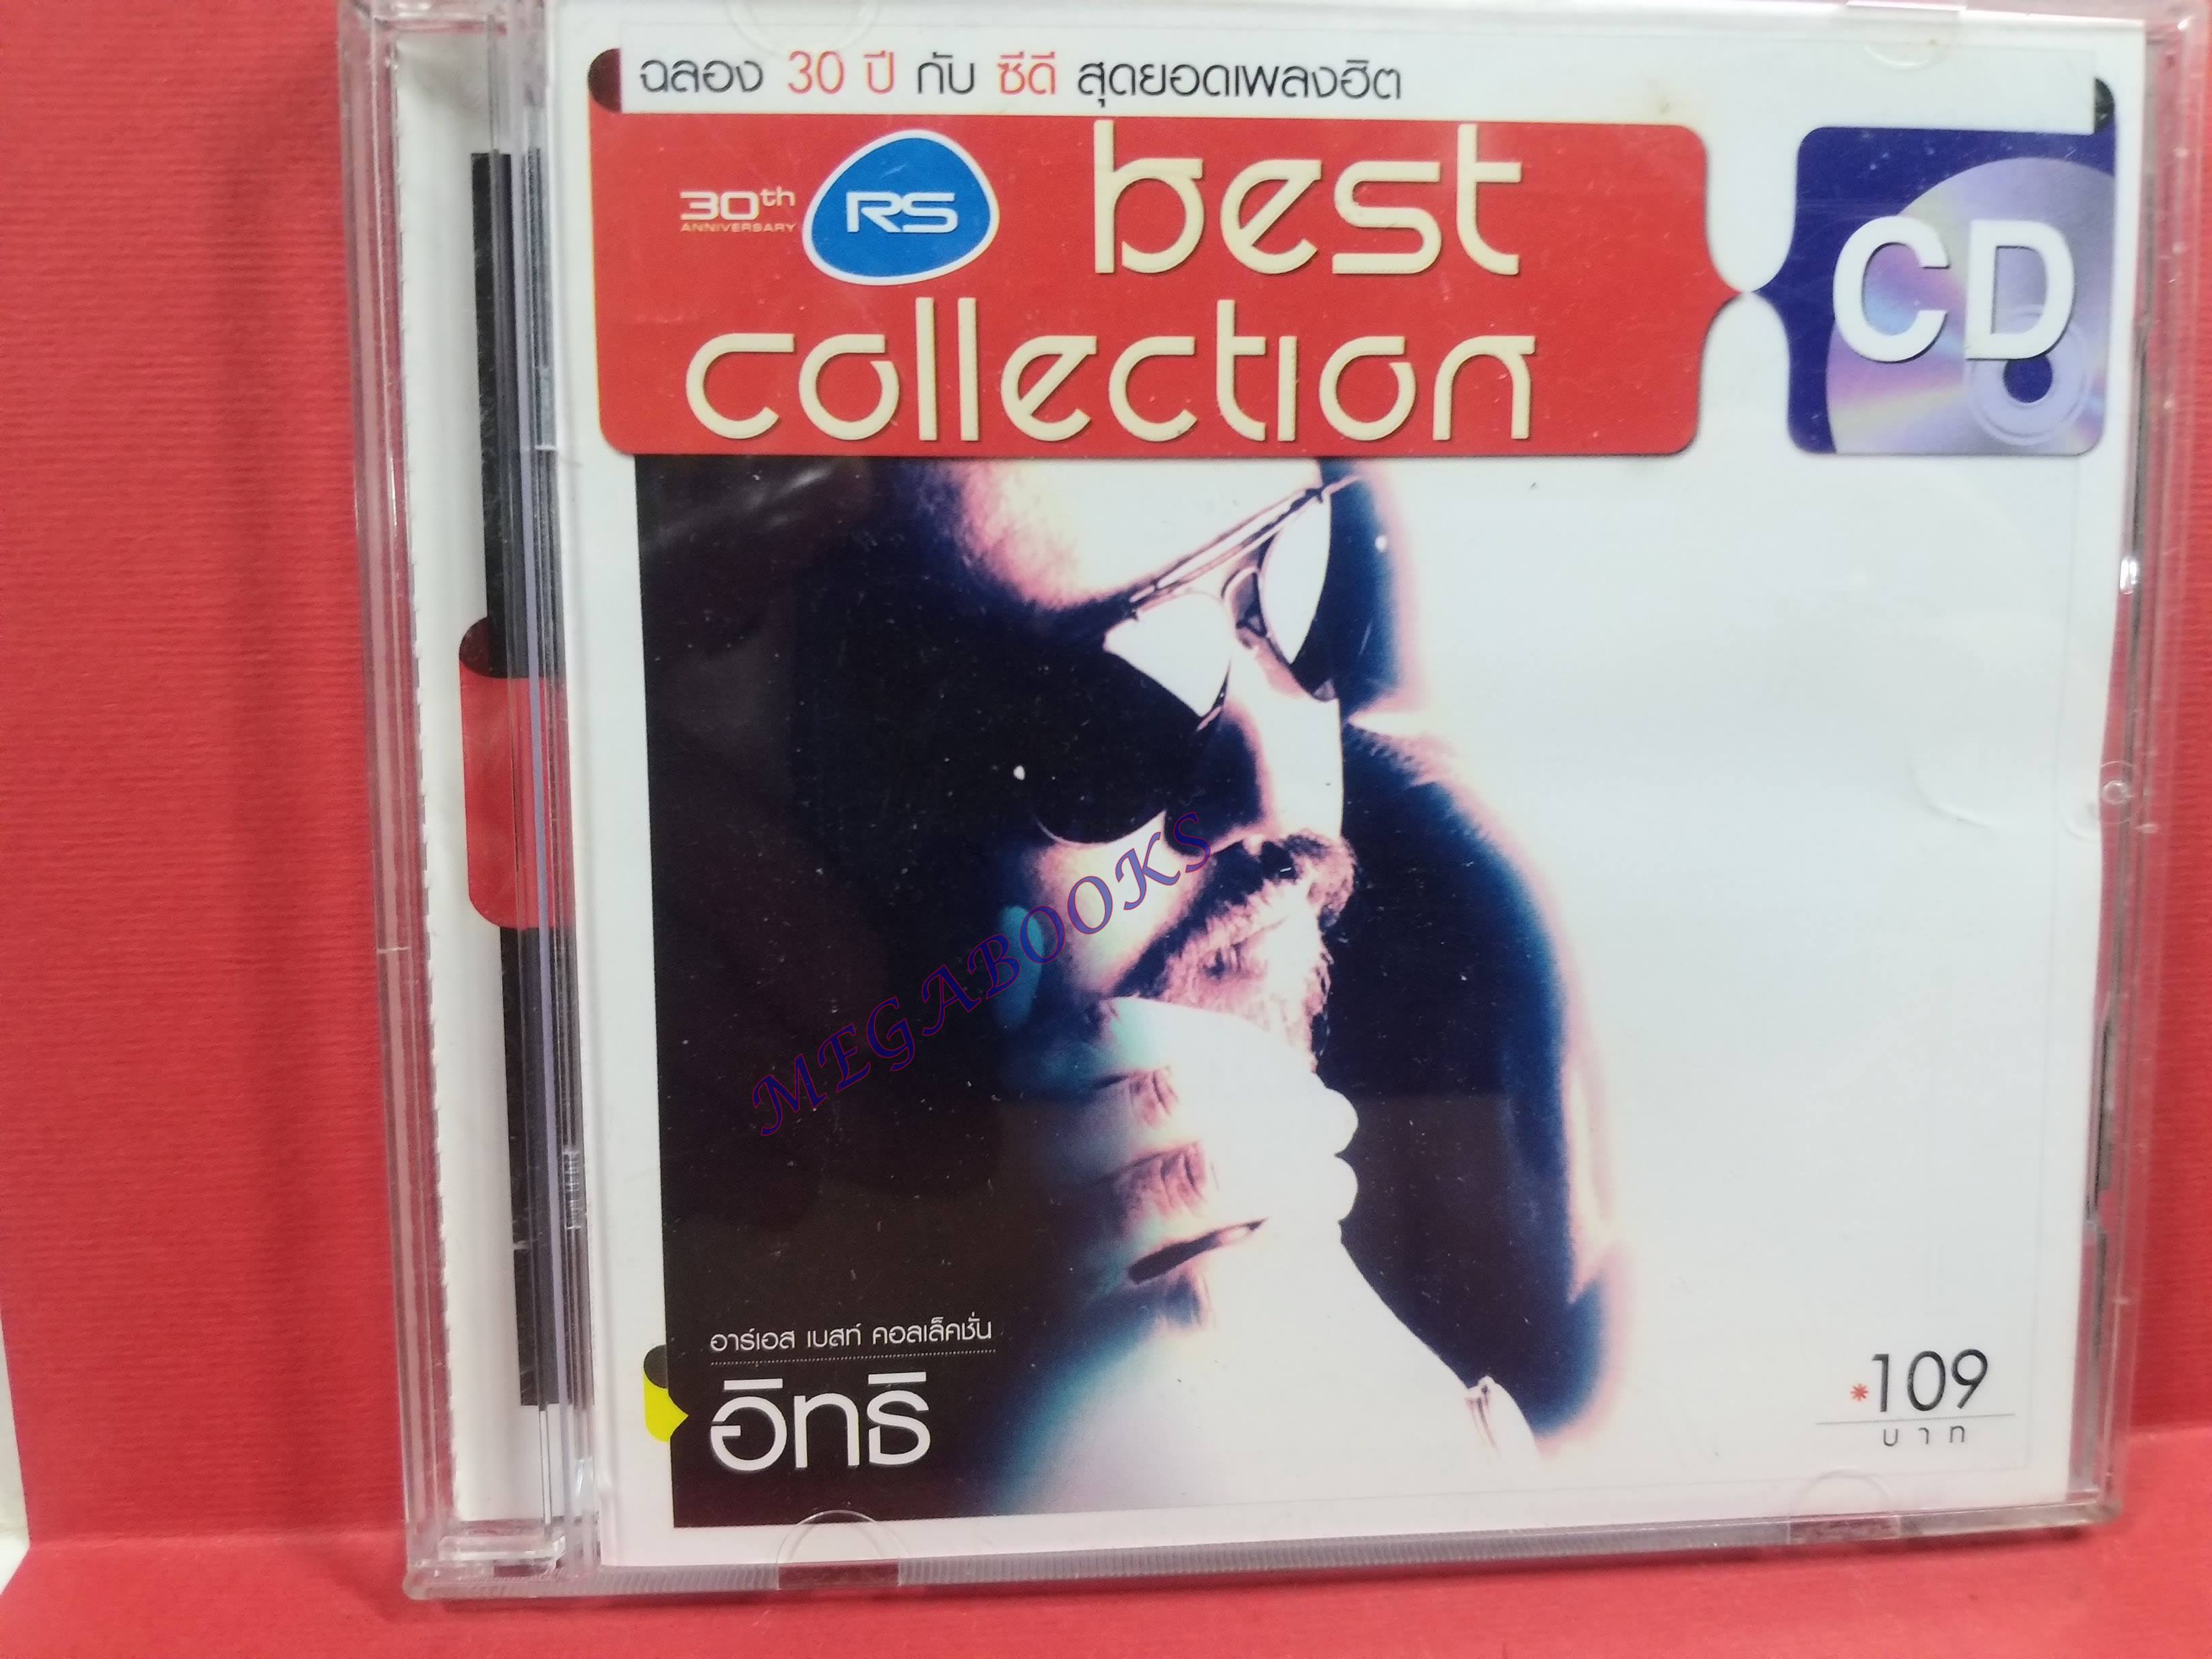 ฉลอง 30 ปี กับ ซีดี สุดยอดเพลงฮิต
30th
ANNIVERSARY
RS
best
collection
CD
MEGABOOKS
อาร์เอส เบสท์ คอลเล็คชั่น
อิทธิ
*109
บาท